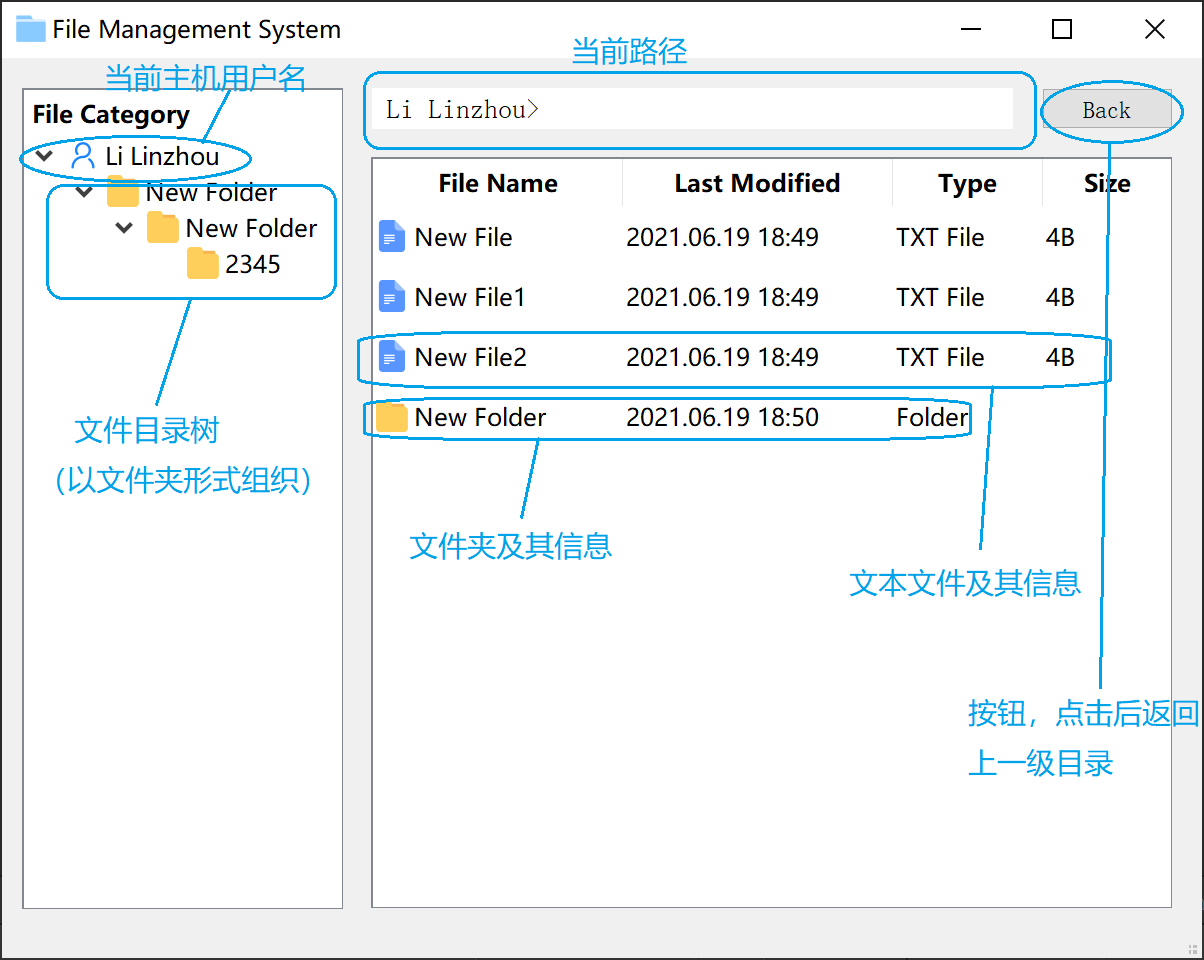 File Management System
当前路径
当前主机用户名
File Category
Li Linzhou>
Back
Li Linzhou
New Folder
New Folder
2345
File Name Last Modified Type Size
New File 2021.06.19 18:49 TXT File 4B
New File1 2021.06.19 18:49 TXT File 4B
New File2 2021.06.19 18:49 TXT File 4B
New Folder 2021.06.19 18:50 Folder
文件目录树
（以文件夹形式组织）
文件夹及其信息
文本文件及其信息
按钮，点击后返回
上一级目录